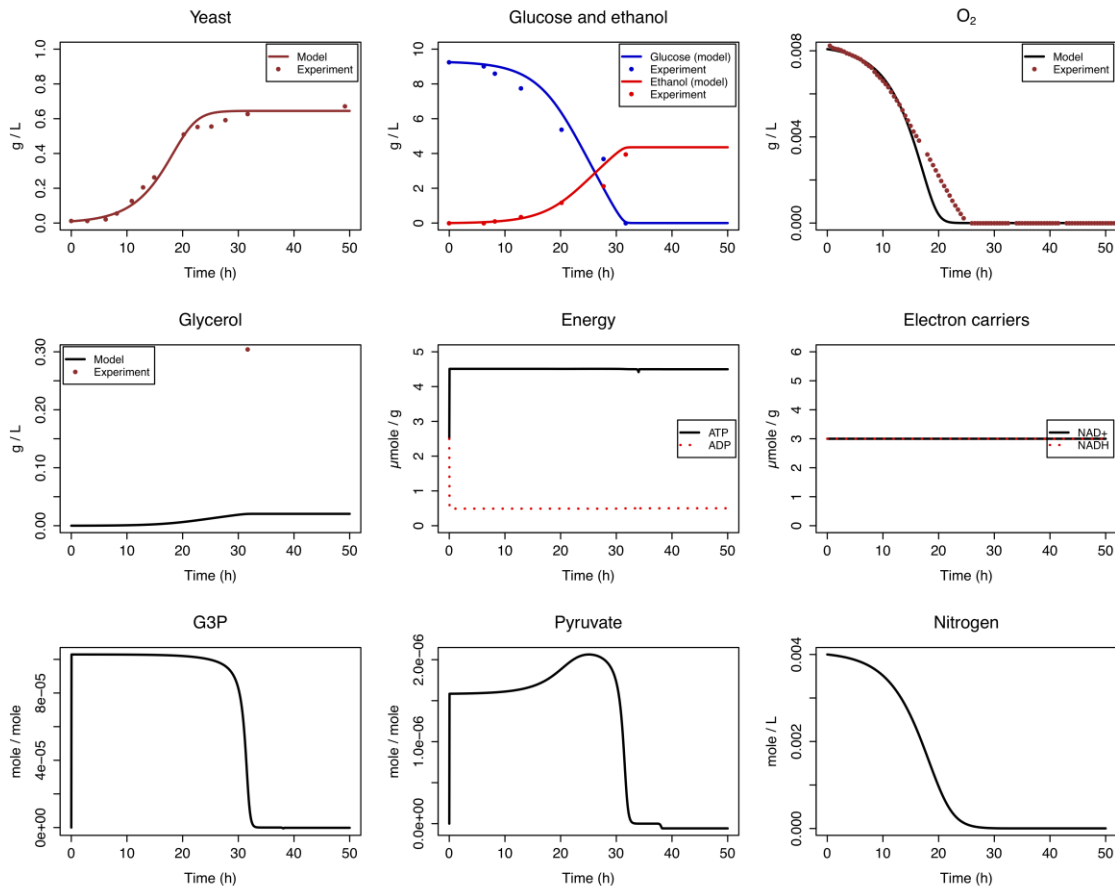 Yeast
g / L
0.0 0.2 0.4 0.6 0.8 1.0
Model
Experiment
0 10 20 30 40 50
Time (h)
Glucose and ethanol
g / L
0 2 4 6 8 10
Glucose (model)
Experiment
Ethanol (model)
Experiment
0 10 20 30 40 50
Time (h)
O₂
g / L
0.000 0.004 0.008
Model
Experiment
0 10 20 30 40 50
Time (h)
Glycerol
g / L
0.00 0.10 0.20 0.30
Model
Experiment
0 10 20 30 40 50
Time (h)
Energy
μmole / g
0 1 2 3 4 5
ATP
ADP
0 10 20 30 40 50
Time (h)
Electron carriers
μmole / g
0 1 2 3 4 5 6
NAD+
NADH
0 10 20 30 40 50
Time (h)
G3P
mole / mole
0e+00 4e-05 8e-05
0 10 20 30 40 50
Time (h)
Pyruvate
mole / mole
0.0e+00 1.0e-06 2.0e-06
0 10 20 30 40 50
Time (h)
Nitrogen
mole / L
0.000 0.002 0.004
0 10 20 30 40 50
Time (h)